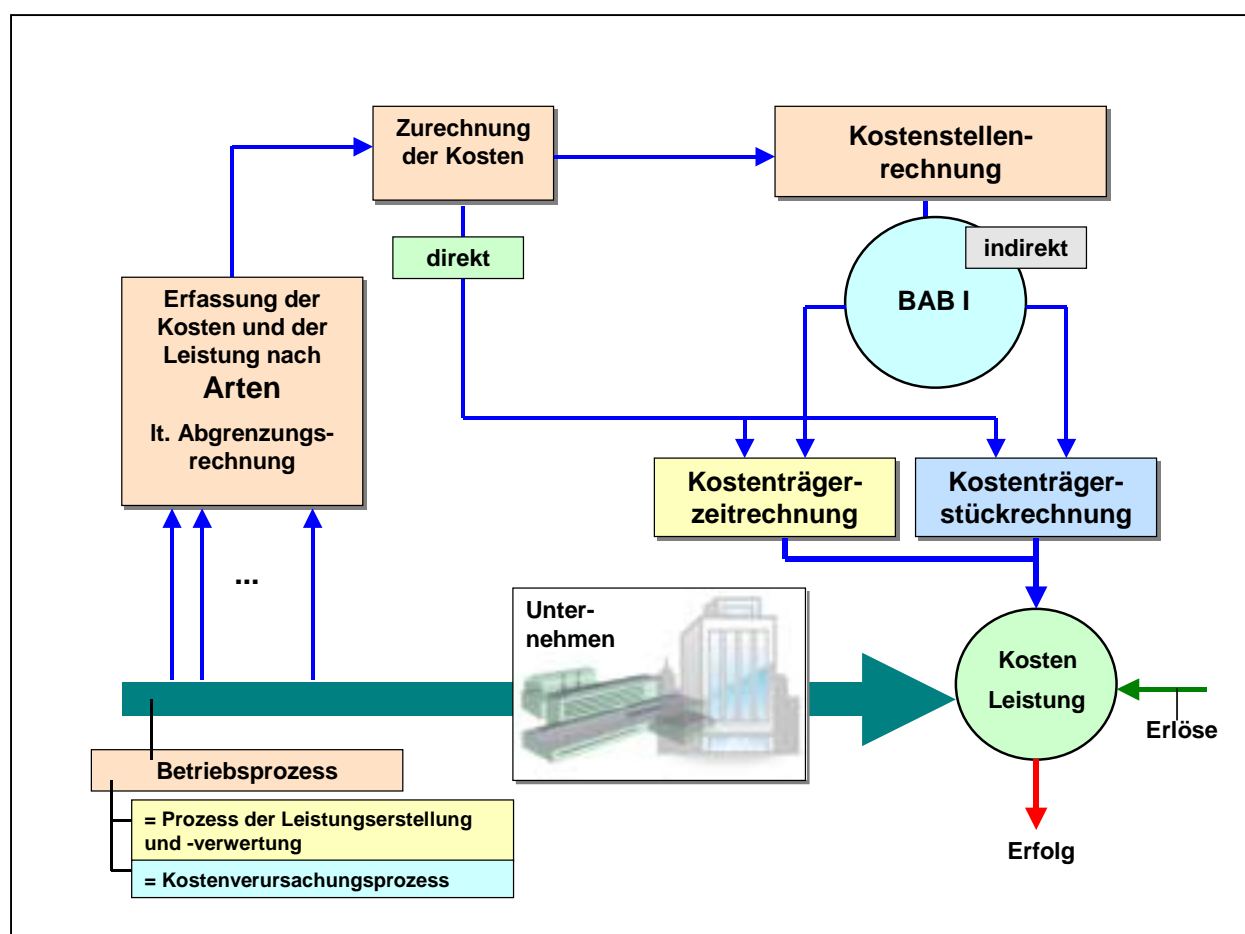 Zurechnung
der Kosten
Kostenstellen-
rechnung
direkt
indirekt
BAB I
Erfassung der
Kosten und der
Leistung nach
Arten
lt. Abgrenzungs-
rechnung
Kostenträger-
zeitrechnung
Kostenträger-
stückrechnung
...
Unter-
nehmen
Kosten
Leistung
Erlöse
Betriebsprozess
= Prozess der Leistungserstellung
und -verwertung
= Kostenverursachungsprozess
Erfolg